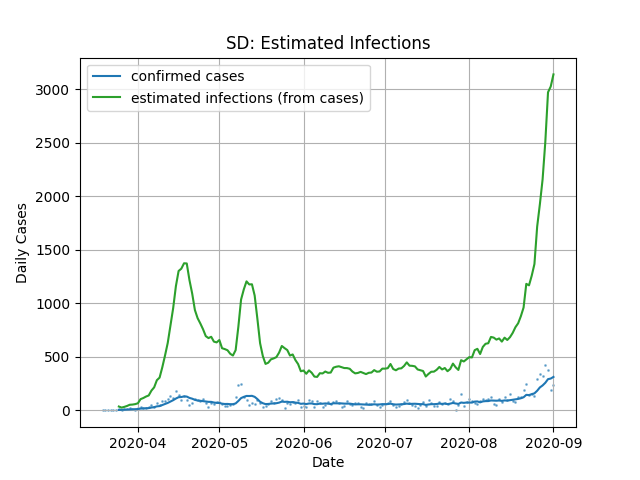 SD: Estimated Infections
confirmed cases
estimated infections (from cases)
3000
2500
2000
1500
1000
500
0
Daily Cases
2020-04
2020-05
2020-06
2020-07
2020-08
2020-09
Date